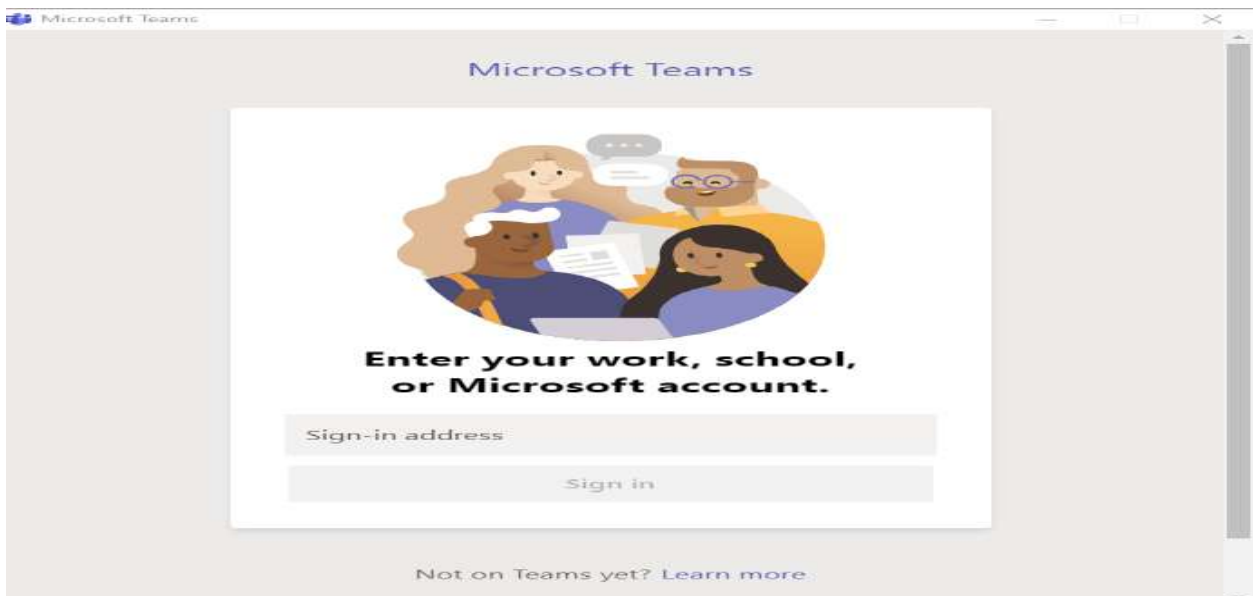 Microsoft Teams
Microsoft Teams
Enter your work, school,
or Microsoft account.
Sign-in address
Sign in
Not on Teams yet? Learn more